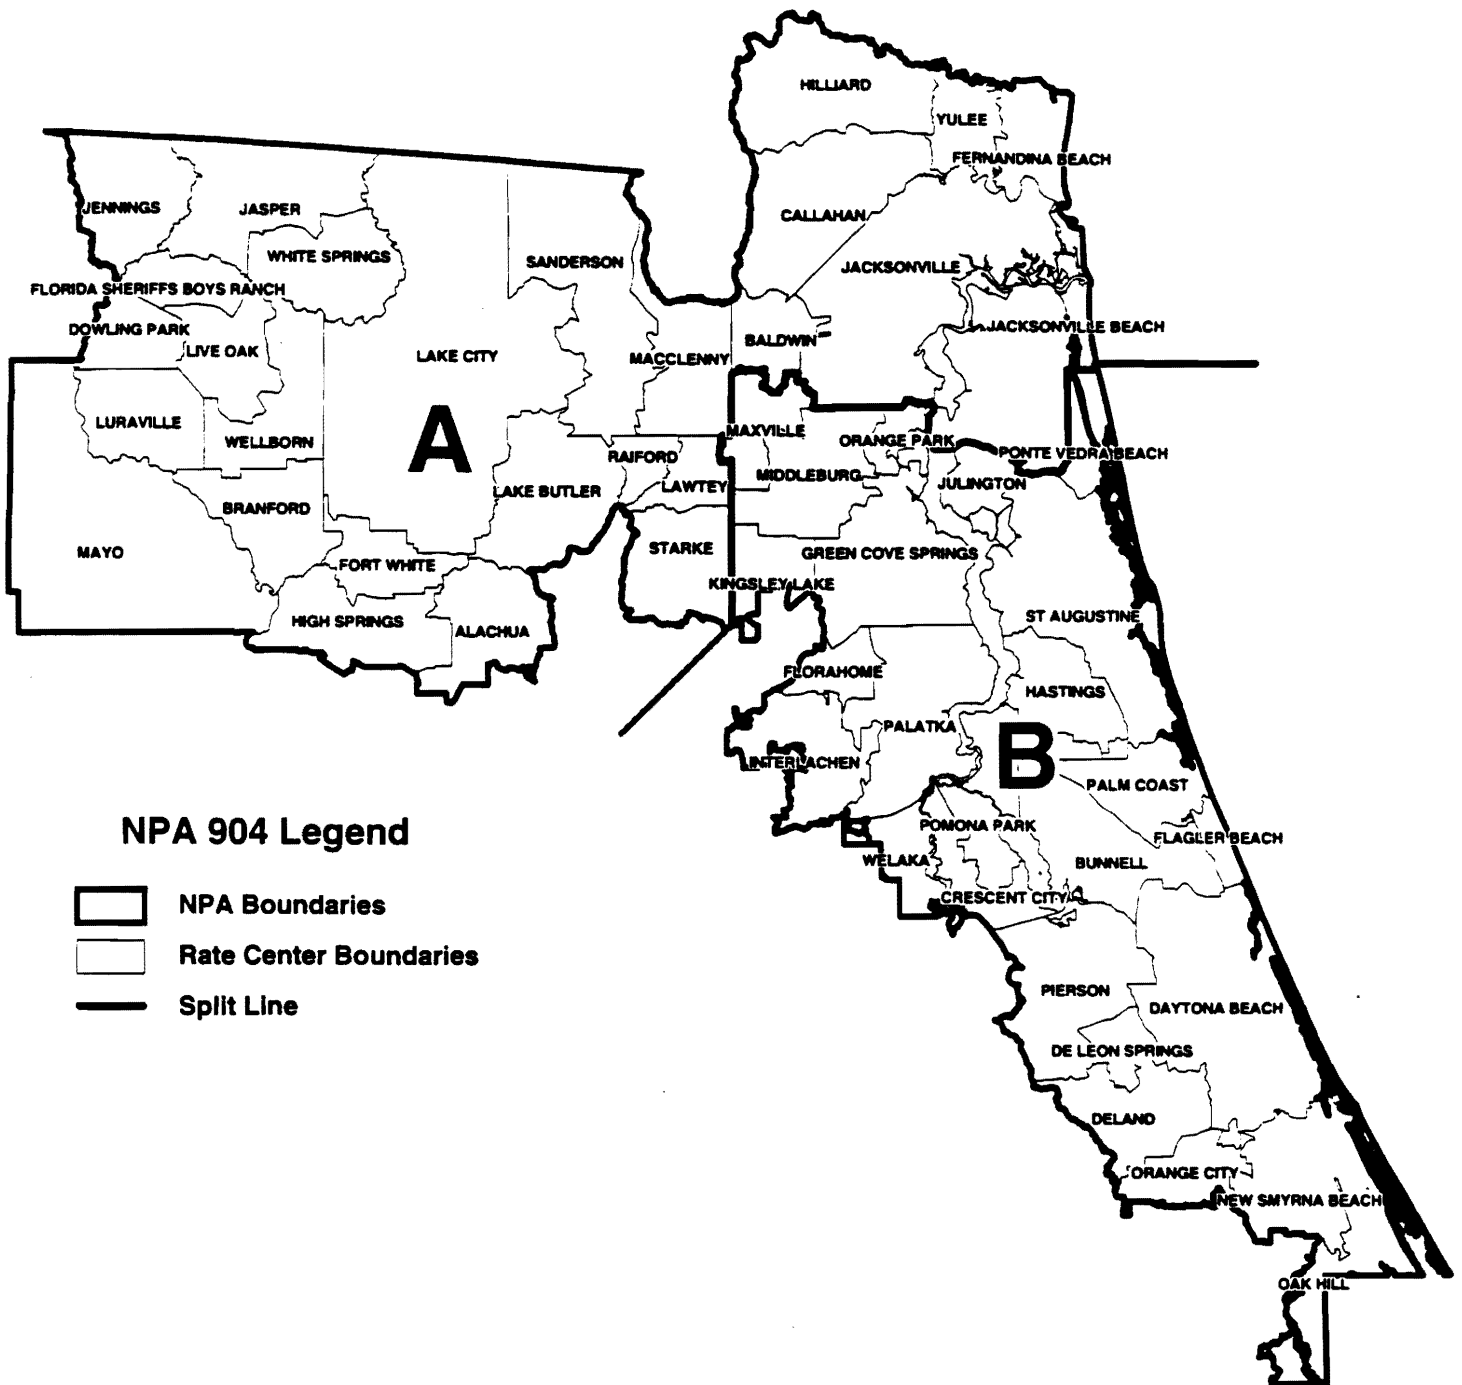 HILLIARD
YULEE
FERNANDINA BEACH
JENNINGS
JASPER
CALLAHAN
WHITE SPRINGS
SANDERSON
JACKSONVILLE
FLORIDA SHERIFFS BOYS RANCH
DOWLING PARK
JACKSONVILLE BEACH
LIVE OAK
LAKE CITY
MACCLENNY
BALDWIN
LURAVILLE
WELLBORN
A
MAXVILLE
ORANGE PARK
PONTE VEDRA BEACH
RAIFORD
MIDDLEBURG
JULINGTON
LAKE BUTLER
LAWTEY
BRANFORD
MAYO
STARKE
GREEN COVE SPRINGS
FORT WHITE
KINGSLEY LAKE
HIGH SPRINGS
ALACHUA
ST AUGUSTINE
FLORAHOME
HASTINGS
PALATKA
B
INTERLACHEN
PALM COAST
POMONA PARK
FLAGLER BEACH
WELAKA
BUNNELL
CRESCENT CITY
PIERSON
DAYTONA BEACH
DE LEON SPRINGS
DELAND
ORANGE CITY
NEW SMYRNA BEACH
OAK HILL
NPA 904 Legend
NPA Boundaries
Rate Center Boundaries
Split Line